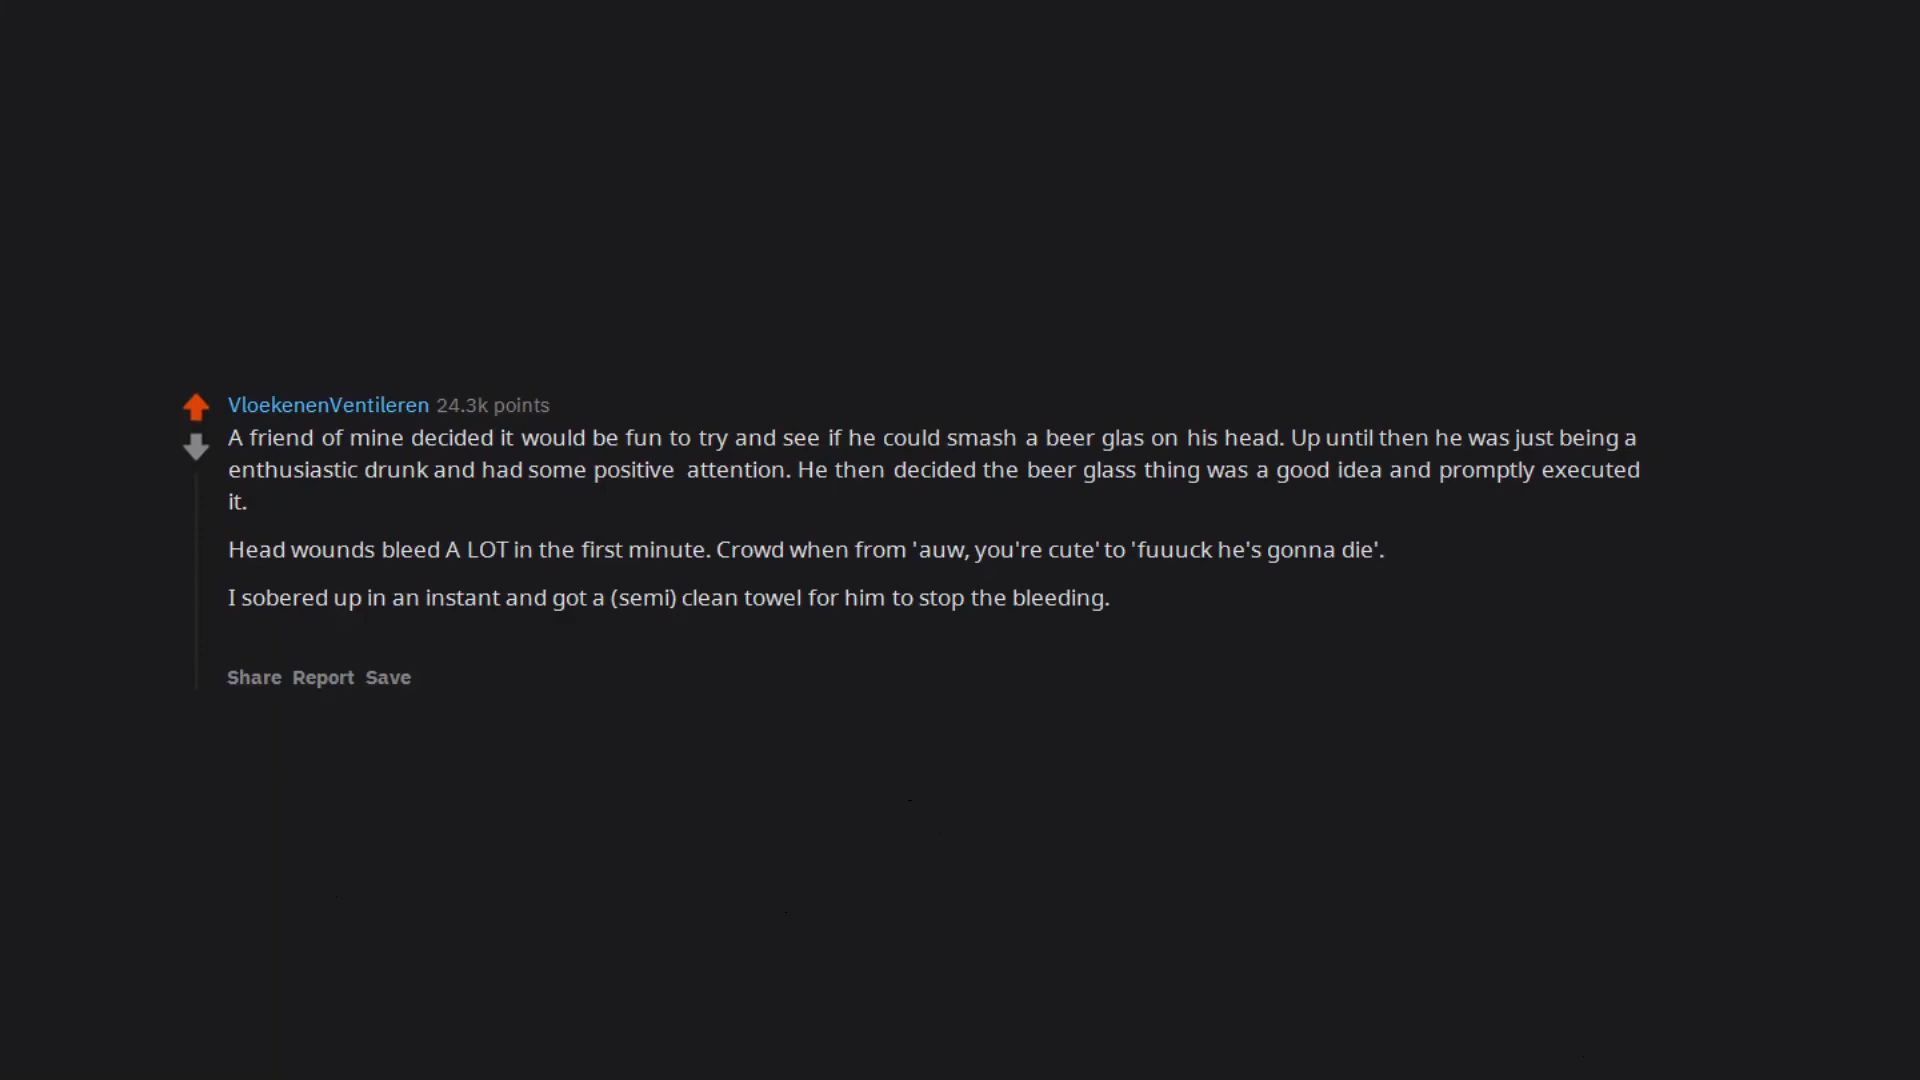 VloekenenVentileren 24.3k points
A friend of mine decided it would be fun to try and see if he could smash a beer glas on his head. Up until then he was just being a
enthusiastic drunk and had some positive attention. He then decided the beer glass thing was a good idea and promptly executed
it.
Head wounds bleed A LOT in the first minute. Crowd when from 'auw, you're cute' to 'fuuuck he's gonna die'.
I sobered up in an instant and got a (semi) clean towel for him to stop the bleeding.
Share Report Save